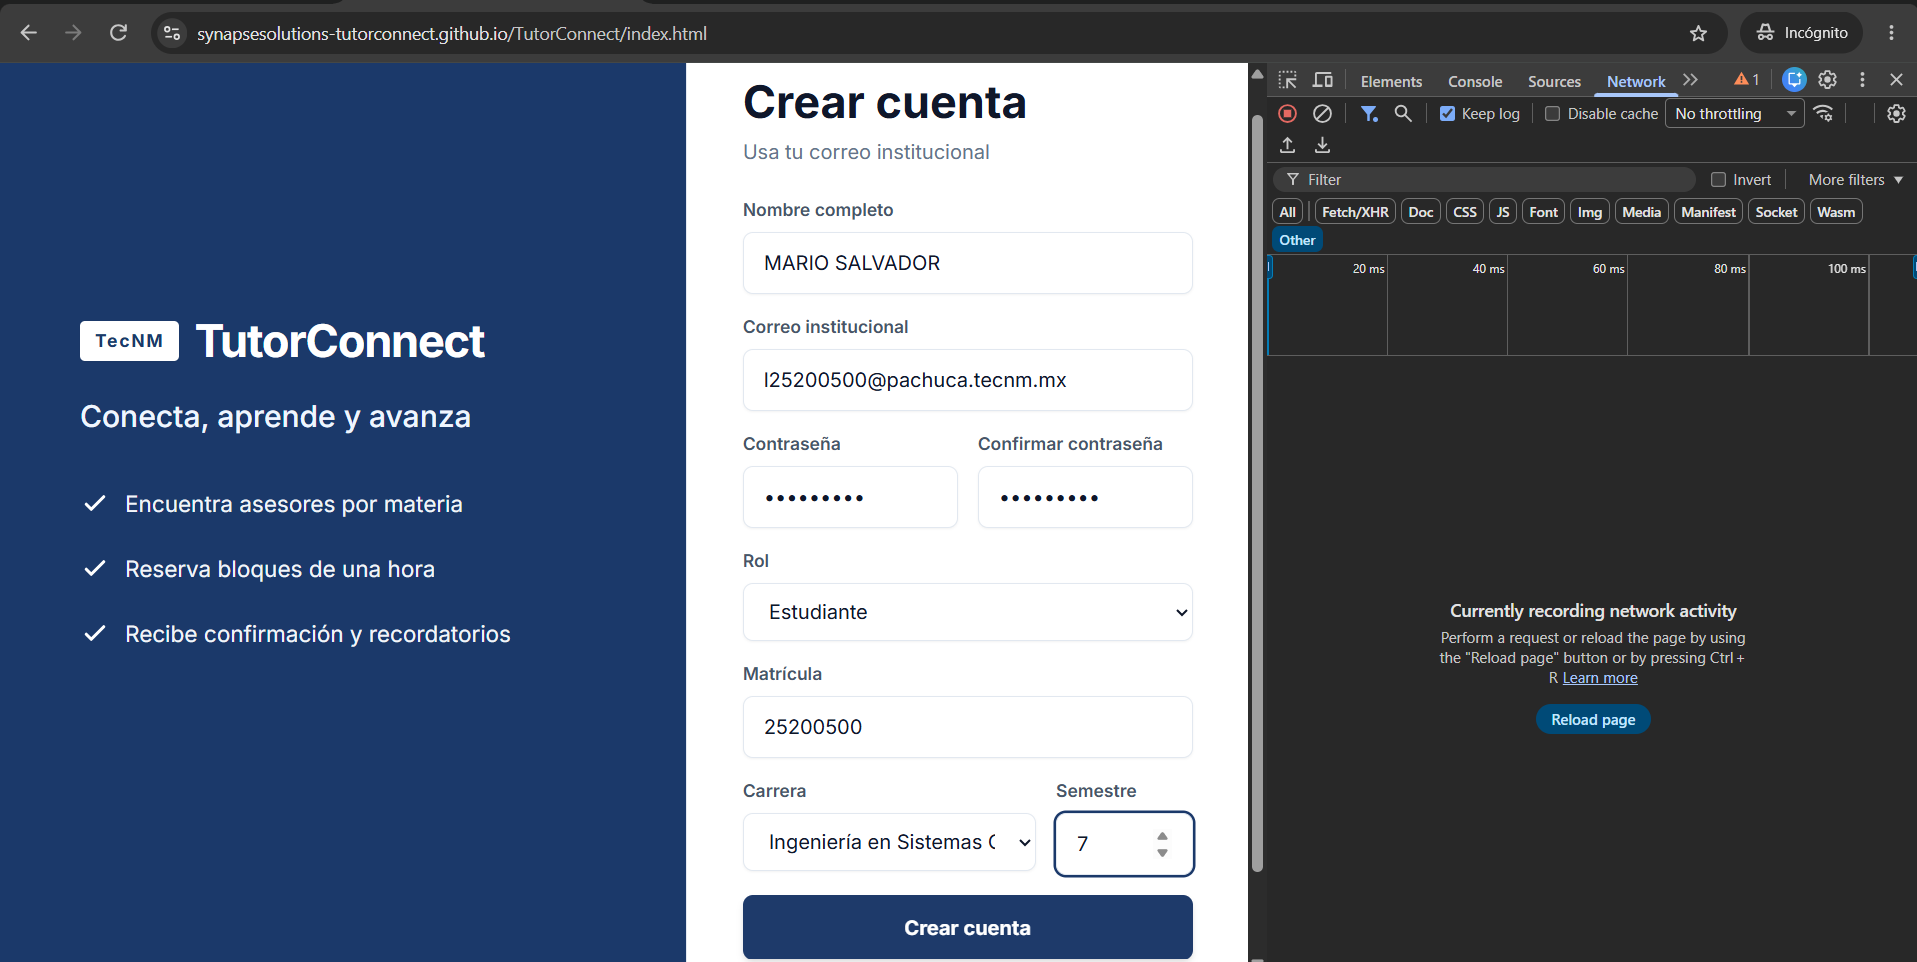 synapsesolutions-tutorconnect.github.io/TutorConnect/index.html
Incógnito
TecNM TutorConnect
Conecta, aprende y avanza
Encuentra asesores por materia
Reserva bloques de una hora
Recibe confirmación y recordatorios
Crear cuenta
Usa tu correo institucional
Nombre completo
MARIO SALVADOR
Correo institucional
l25200500@pachuca.tecnm.mx
Contraseña Confirmar contraseña
••••••••• •••••••••
Rol
Estudiante
Matrícula
25200500
Carrera Semestre
Ingeniería en Sistemas C 7
Crear cuenta
Elements Console Sources Network 1
Keep log Disable cache No throttling
Filter Invert More filters
All Fetch/XHR Doc CSS JS Font Img Media Manifest Socket Wasm
Other
20 ms 40 ms 60 ms 80 ms 100 ms
Currently recording network activity
Perform a request or reload the page by using
the "Reload page" button or by pressing Ctrl +
R Learn more
Reload page